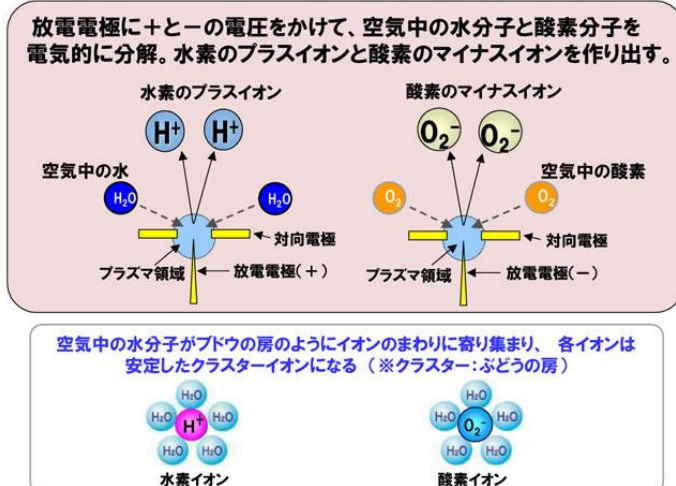 放電電極に＋と－の電圧をかけて、空気中の水分子と酸素分子を
電気的に分解。水素のプラスイオンと酸素のマイナスイオンを作り出す。
水素のプラスイオン
酸素のマイナスイオン
H⁺ H⁺
O₂⁻ O₂⁻
空気中の水
空気中の酸素
H₂O H₂O
O₂ O₂
対向電極
対向電極
プラズマ領域
放電電極(＋)
プラズマ領域
放電電極(－)
空気中の水分子がブドウの房のようにイオンのまわりに寄り集まり、 各イオンは
安定したクラスターイオンになる （※クラスター：ぶどうの房）
H₂O
H₂O H⁺ H₂O
H₂O H₂O
水素イオン
H₂O
H₂O O₂⁻ H₂O
H₂O H₂O
酸素イオン